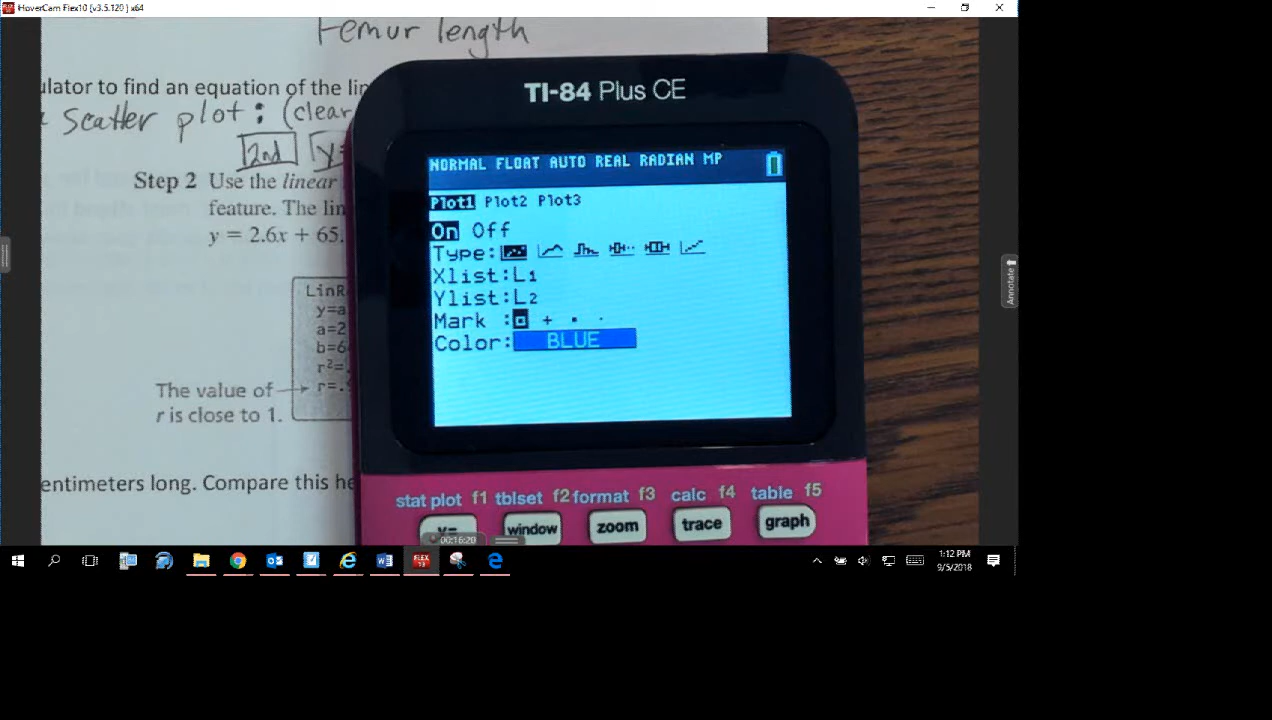 HoverCam Flex10 [v3.5.129] x64
Femur length
ulator to find an equation of the lin
Scatter plot: (clear
2nd y=
Step 2 Use the linear
feature. The lin
y = 2.6x + 65.
LinR
y=a
a=2
b=6
r²=.
The value of
r=.9
r is close to 1.
entimeters long. Compare this he
TI-84 Plus CE
NORMAL FLOAT AUTO REAL RADIAN MP
Plot1 Plot2 Plot3
On Off
Type:
Xlist:L1
Ylist:L2
Mark :
Color: BLUE
stat plot f1 tblset f2 format f3 calc f4 table f5
y= window zoom trace graph
00:16:20
Annotate
FLEX
1:12 PM
9/5/2018